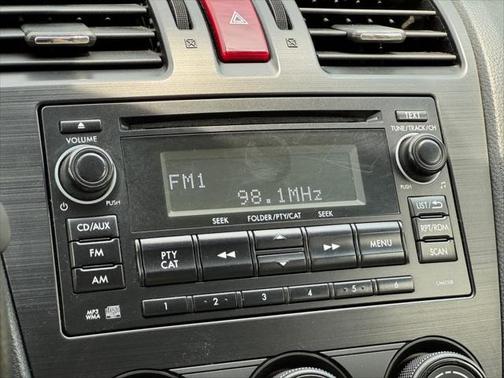 TEXT
VOLUME
TUNE/TRACK/CH
FM1
98.1MHz
PUSH
PUSH
SEEK FOLDER/PTY/CAT SEEK
CD/AUX
LIST/
FM
PTY CAT
MENU
RPT/RDM
AM
SCAN
MP3
WMA
1 2 3 4 5 6